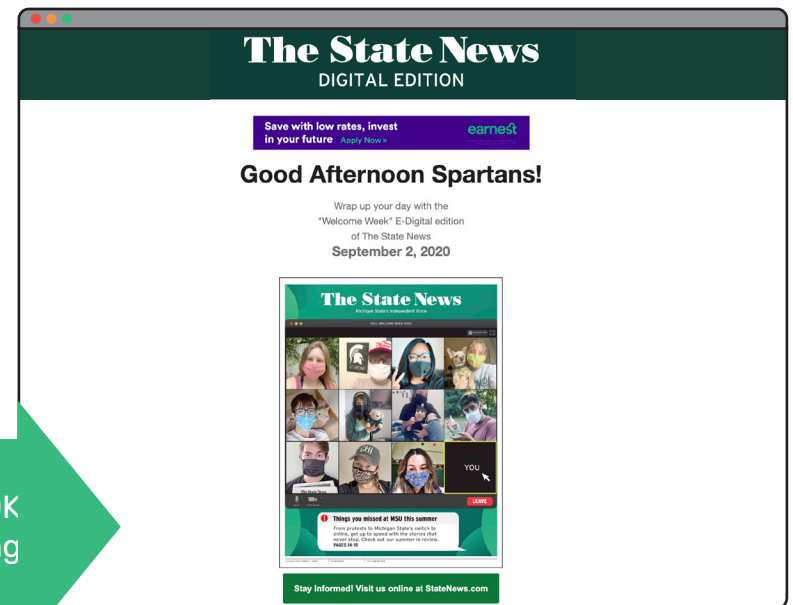 The State News
DIGITAL EDITION
Save with low rates, invest
in your future Apply Now »
earnest
Good Afternoon Spartans!
Wrap up your day with the
"Welcome Week" E-Digital edition
of The State News
September 2, 2020
The State News
Michigan State's Independent Voice
FALL WELCOME WEEK 2020
YOU
LEAVE
Things you missed at MSU this summer
From protests to Michigan State's switch to
online, get up to speed with the stories that
never stop. Check out our summer in review.
PAGES 14-15
Stay Informed! Visit us online at StateNews.com